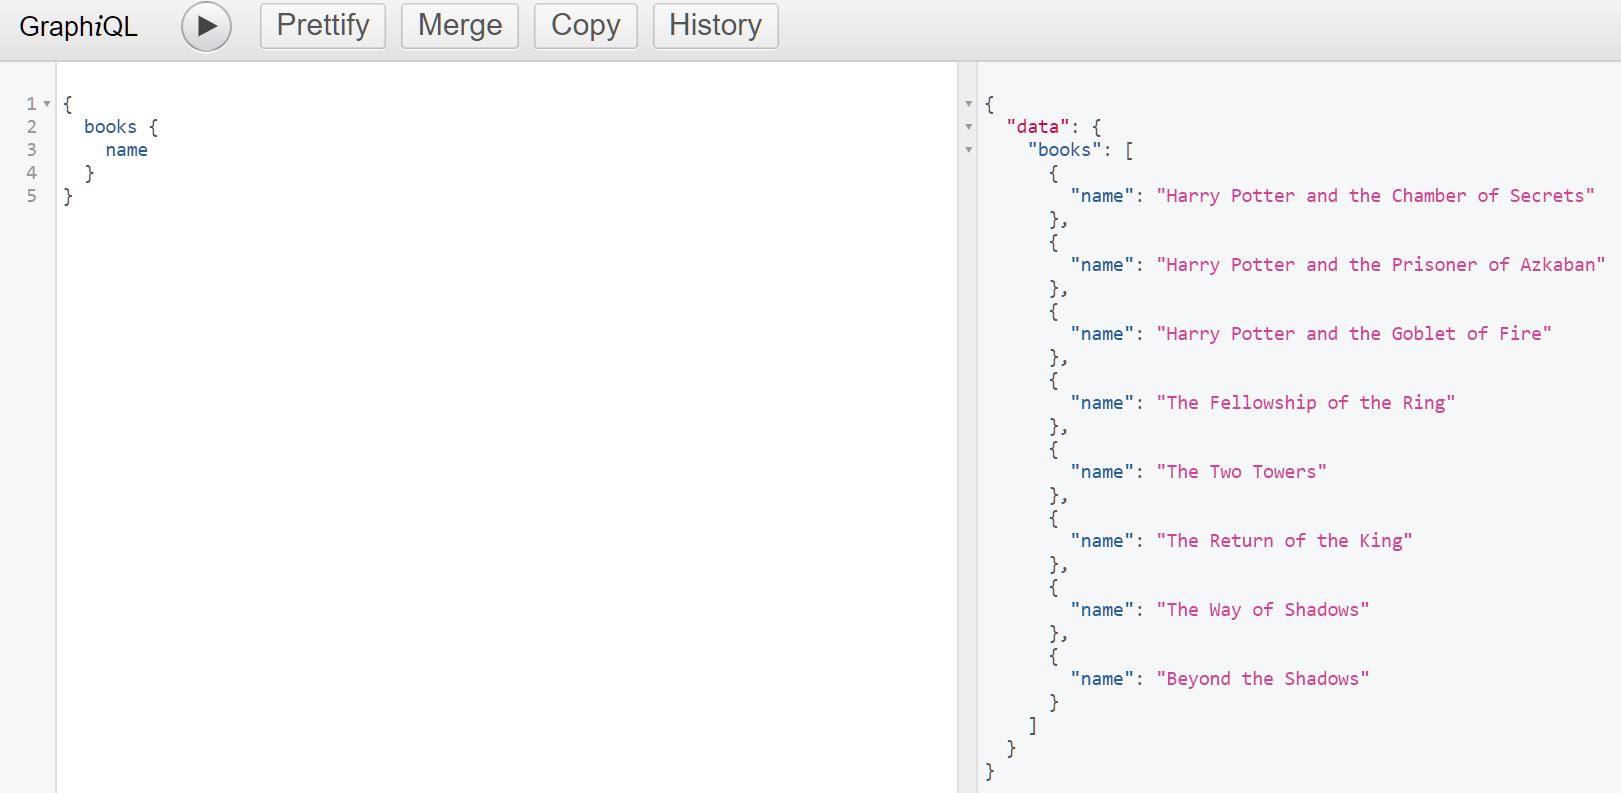 GraphiQL Prettify Merge Copy History
1 {
2   books {
3     name
4   }
5 }
{
  "data": {
    "books": [
      {
        "name": "Harry Potter and the Chamber of Secrets"
      },
      {
        "name": "Harry Potter and the Prisoner of Azkaban"
      },
      {
        "name": "Harry Potter and the Goblet of Fire"
      },
      {
        "name": "The Fellowship of the Ring"
      },
      {
        "name": "The Two Towers"
      },
      {
        "name": "The Return of the King"
      },
      {
        "name": "The Way of Shadows"
      },
      {
        "name": "Beyond the Shadows"
      }
    ]
  }
}